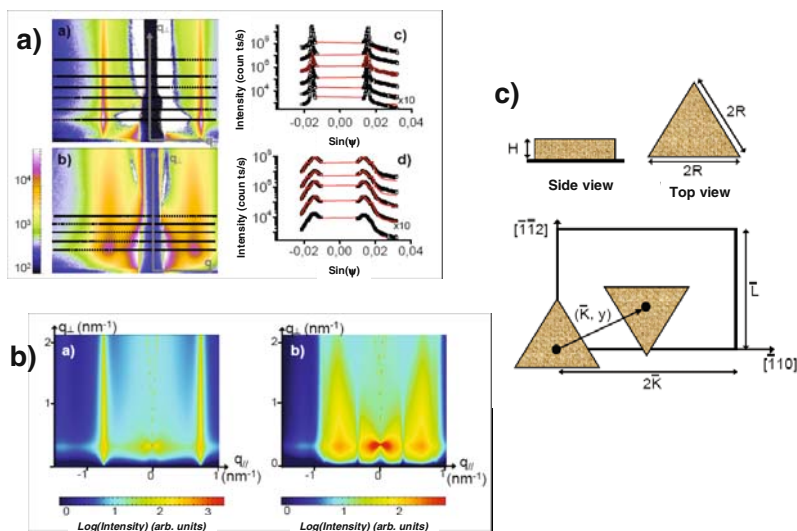 a)
a)
q⊥
q
b)
q⊥
q
10⁴
10³
10²
c)
Intensity (coun ts/s)
10⁹
10⁶
10⁴
x10
-0,02 0,00 0,02 0,04
Sin(ψ)
d)
Intensity (counts/s)
10⁹
10⁶
10⁴
x10
-0,02 0,00 0,02 0,04
Sin(ψ)
b)
q⊥ (nm⁻¹)
a)
2
1
0
-1 0 1
q//
(nm⁻¹)
0 1 2 3
Log(Intensity) (arb. units)
q⊥ (nm⁻¹)
b)
2
1
0
-1 0 1
q//
(nm⁻¹)
0 1 2
Log(Intensity) (arb. units)
c)
H
Side view
2R
2R
Top view
[1̄1̄2]
(K̄, y)
L̄
[1̄10]
2K̄